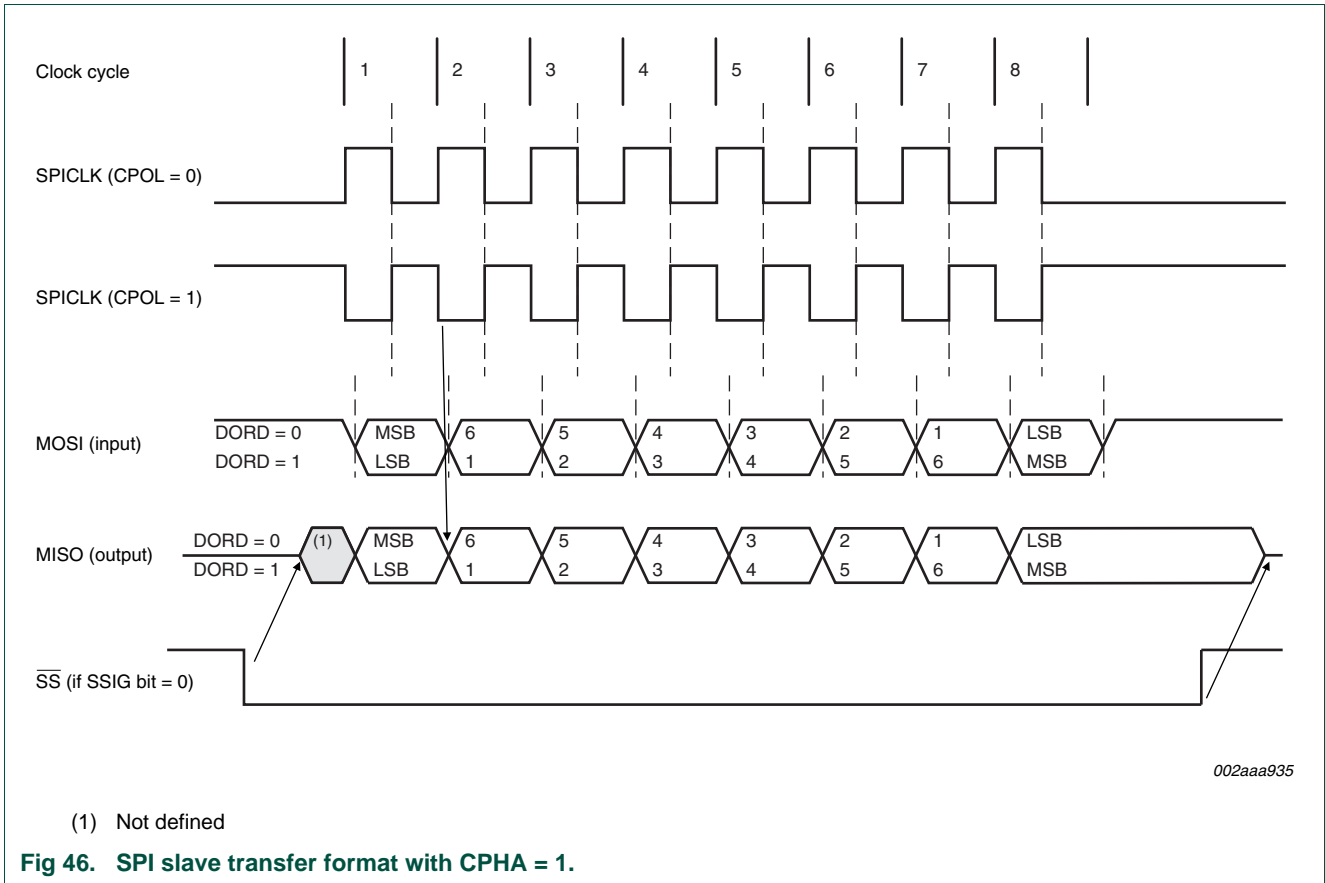 Clock cycle 1 2 3 4 5 6 7 8
SPICLK (CPOL = 0)
SPICLK (CPOL = 1)
MOSI (input)
DORD = 0 MSB 6 5 4 3 2 1 LSB
DORD = 1 LSB 1 2 3 4 5 6 MSB
MISO (output)
DORD = 0 (1) MSB 6 5 4 3 2 1 LSB
DORD = 1 LSB 1 2 3 4 5 6 MSB
SS (if SSIG bit = 0)
002aaa935
(1) Not defined
Fig 46. SPI slave transfer format with CPHA = 1.